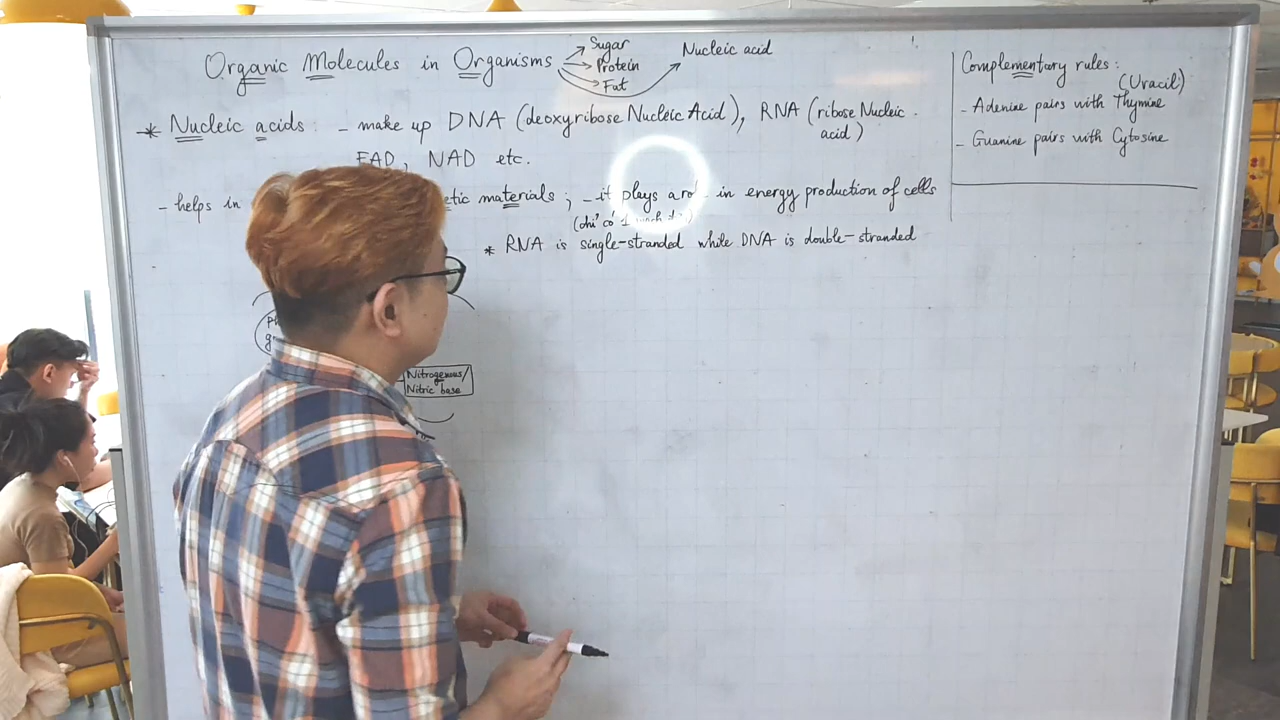 Organic Molecules in Organisms
Sugar
Protein
Fat
Nucleic acid
* Nucleic acids : - make up DNA (deoxyribose Nucleic Acid), RNA (ribose Nucleic acid)
FAD, NAD etc.
- helps in etic materials ; - it plays a in energy production of cells
(chỉ có 1
* RNA is single-stranded while DNA is double-stranded
Nitrogenous/
Nitric base
Complementary rules :
(Uracil)
- Adenine pairs with Thymine
- Guanine pairs with Cytosine